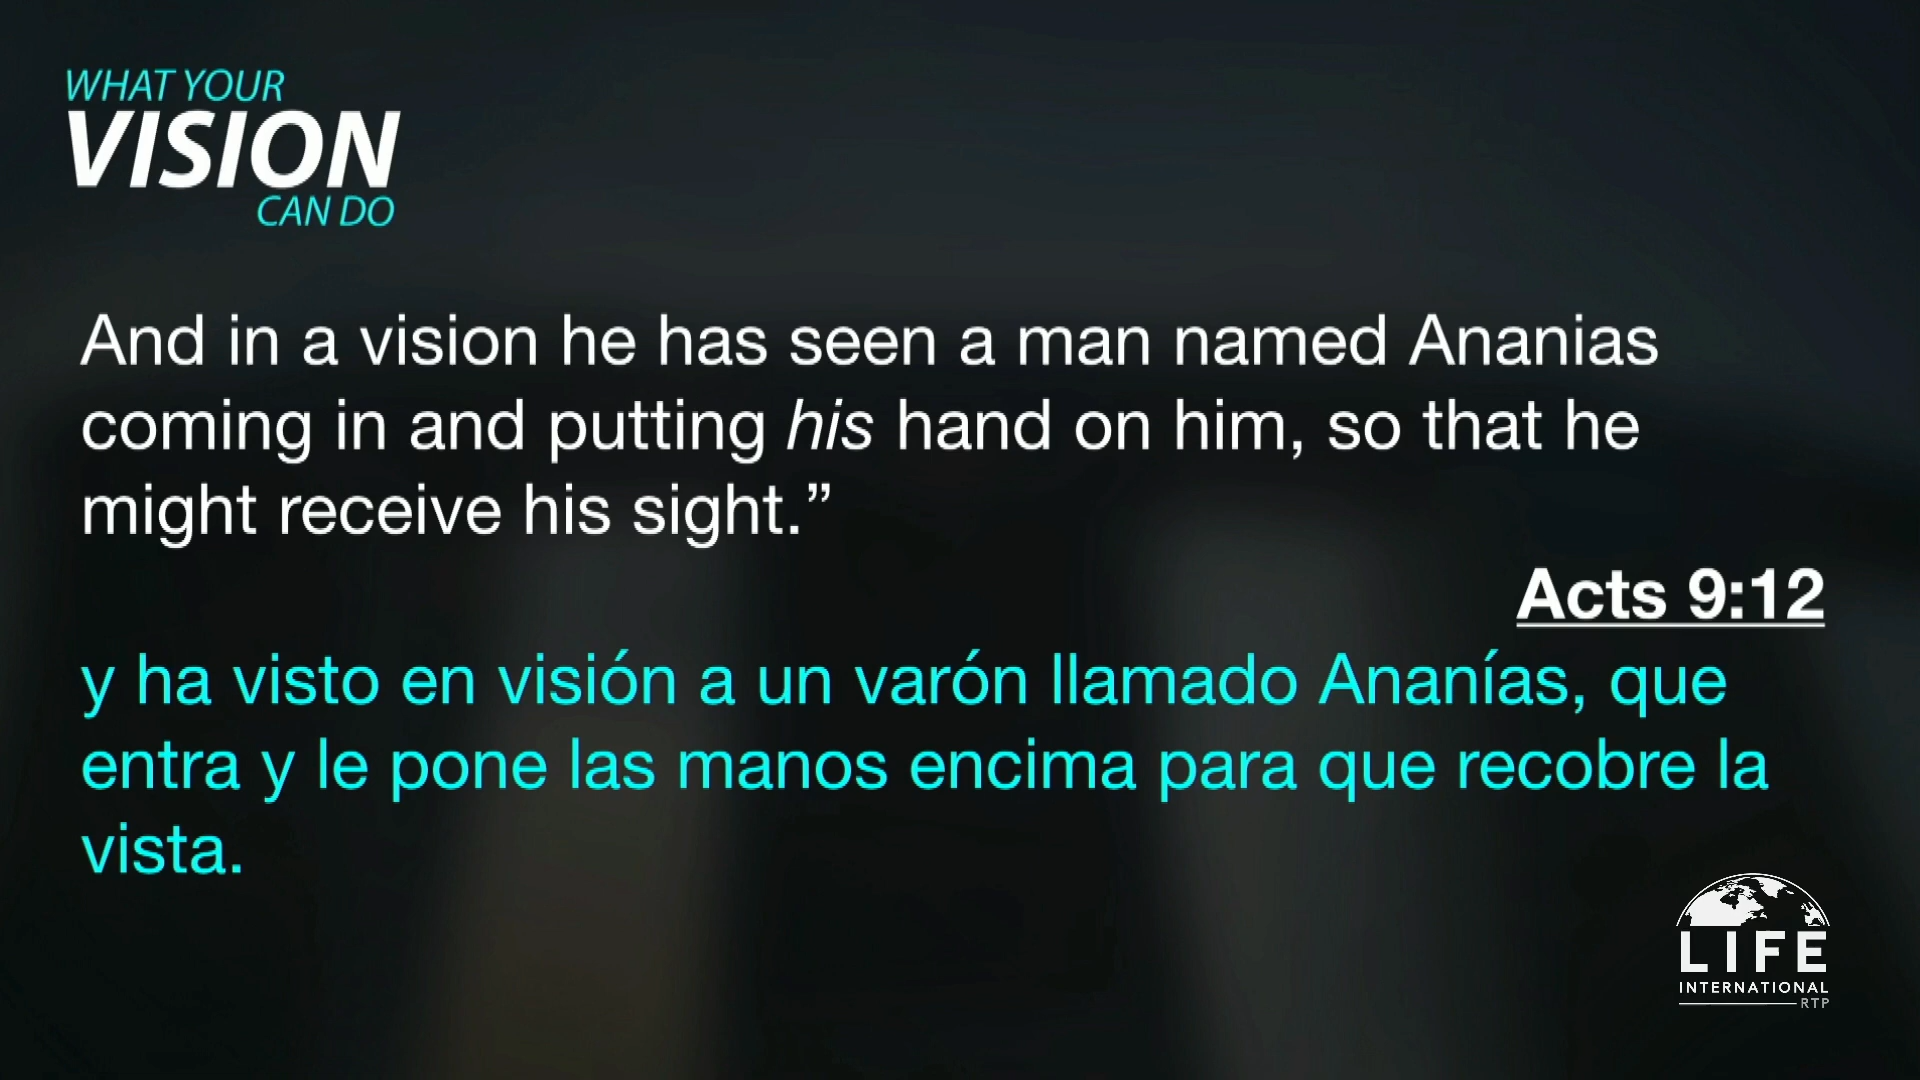 WHAT YOUR
VISION
CAN DO
And in a vision he has seen a man named Ananias
coming in and putting his hand on him, so that he
might receive his sight.”
Acts 9:12
y ha visto en visión a un varón llamado Ananías, que
entra y le pone las manos encima para que recobre la
vista.
LIFE
INTERNATIONAL
RTP